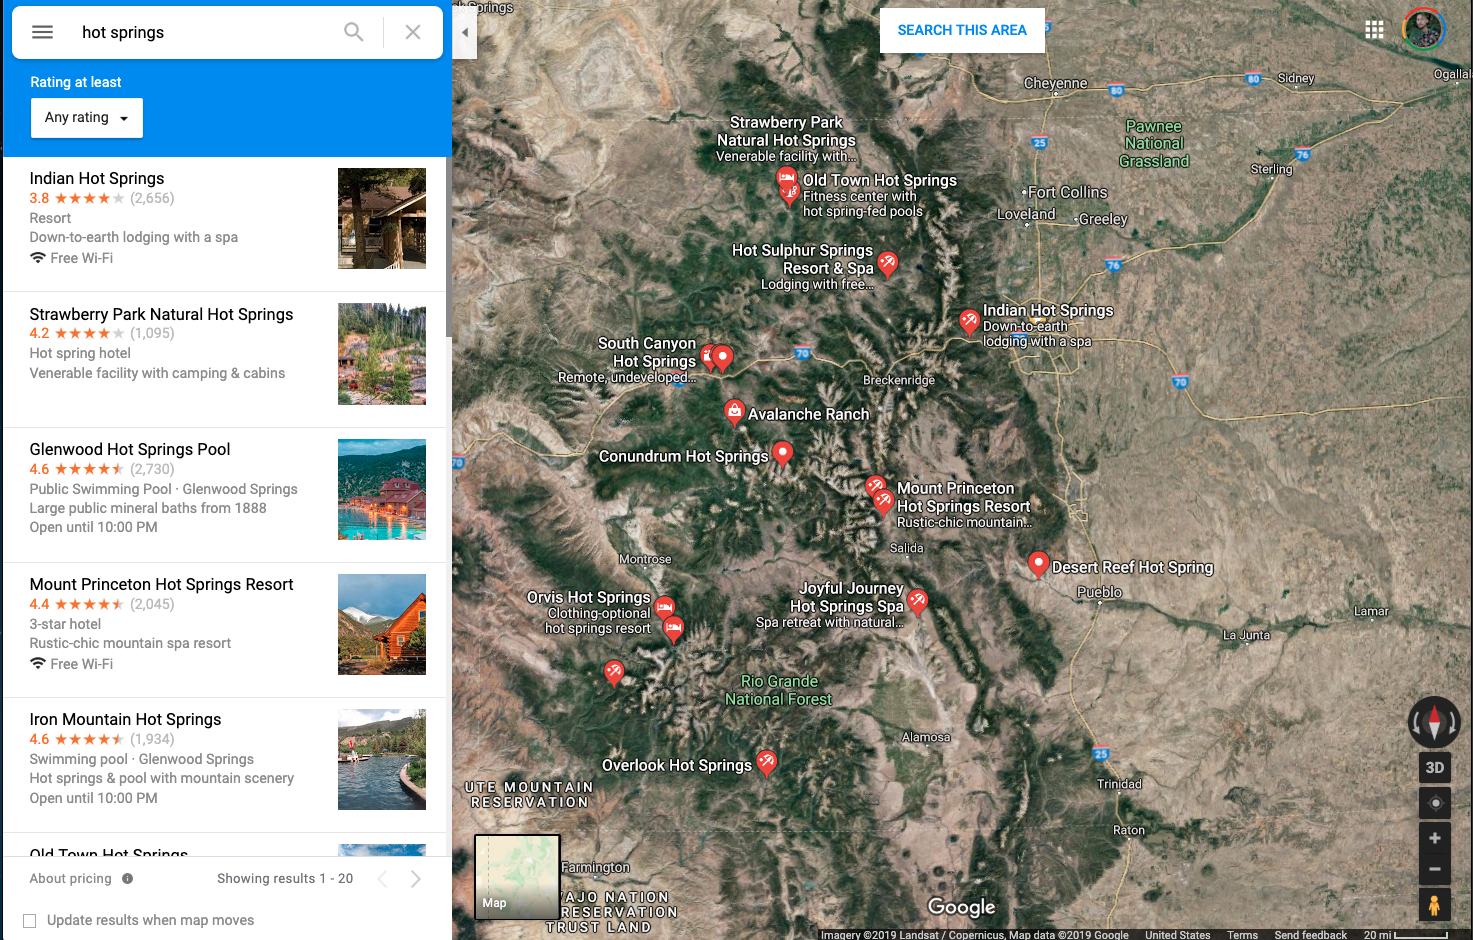 hot springs
Rating at least
Any rating
Indian Hot Springs
3.8 ★★★★★ (2,656)
Resort
Down-to-earth lodging with a spa
Free Wi-Fi
Strawberry Park Natural Hot Springs
4.2 ★★★★★ (1,095)
Hot spring hotel
Venerable facility with camping & cabins
Glenwood Hot Springs Pool
4.6 ★★★★★ (2,730)
Public Swimming Pool · Glenwood Springs
Large public mineral baths from 1888
Open until 10:00 PM
Mount Princeton Hot Springs Resort
4.4 ★★★★★ (2,045)
3-star hotel
Rustic-chic mountain spa resort
Free Wi-Fi
Iron Mountain Hot Springs
4.6 ★★★★★ (1,934)
Swimming pool · Glenwood Springs
Hot springs & pool with mountain scenery
Open until 10:00 PM
Old Town Hot Springs
About pricing
Showing results 1 - 20
Update results when map moves
Springs
SEARCH THIS AREA
Cheyenne
80
80
Sidney
25
Pawnee
National
Grassland
76
Sterling
Strawberry Park
Natural Hot Springs
Venerable facility with...
Old Town Hot Springs
Fitness center with
hot spring-fed pools
Fort Collins
Loveland
Greeley
Hot Sulphur Springs
Resort & Spa
Lodging with free...
76
Indian Hot Springs
Down-to-earth
lodging with a spa
South Canyon
Hot Springs
Remote, undeveloped...
70
Breckenridge
70
Avalanche Ranch
Conundrum Hot Springs
70
Mount Princeton
Hot Springs Resort
Rustic-chic mountain...
Salida
Montrose
Desert Reef Hot Spring
Pueblo
Orvis Hot Springs
Clothing-optional
hot springs resort
Joyful Journey
Hot Springs Spa
Spa retreat with natural...
Lamar
La Junta
Rio Grande
National Forest
Alamosa
25
Overlook Hot Springs
UTE MOUNTAIN
RESERVATION
Trinidad
3D
Raton
Map
Farmington
AJO NATION
RESERVATION
TRUST LAND
Google
Imagery ©2019 Landsat / Copernicus, Map data ©2019 Google United States Terms Send feedback 20 mi